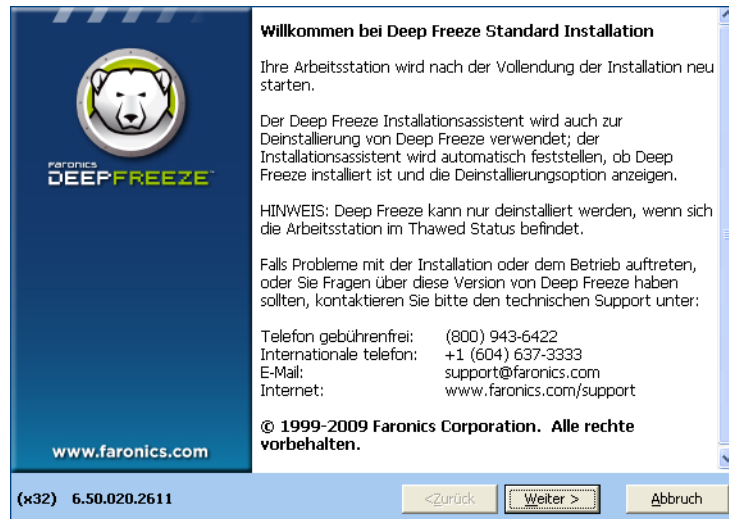 Willkommen bei Deep Freeze Standard Installation
Ihre Arbeitsstation wird nach der Vollendung der Installation neu
starten.
Der Deep Freeze Installationsassistent wird auch zur
Deinstallierung von Deep Freeze verwendet; der
Installationsassistent wird automatisch feststellen, ob Deep
Freeze installiert ist und die Deinstallierungsoption anzeigen.
HINWEIS: Deep Freeze kann nur deinstalliert werden, wenn sich
die Arbeitsstation im Thawed Status befindet.
Falls Probleme mit der Installation oder dem Betrieb auftreten,
oder Sie Fragen über diese Version von Deep Freeze haben
sollten, kontaktieren Sie bitte den technischen Support unter:
Telefon gebührenfrei: (800) 943-6422
Internationale telefon: +1 (604) 637-3333
E-Mail: support@faronics.com
Internet: www.faronics.com/support
© 1999-2009 Faronics Corporation. Alle rechte
vorbehalten.
FARONICS
DEEPFREEZE
www.faronics.com
(x32) 6.50.020.2611
<Zurück
Weiter >
Abbruch